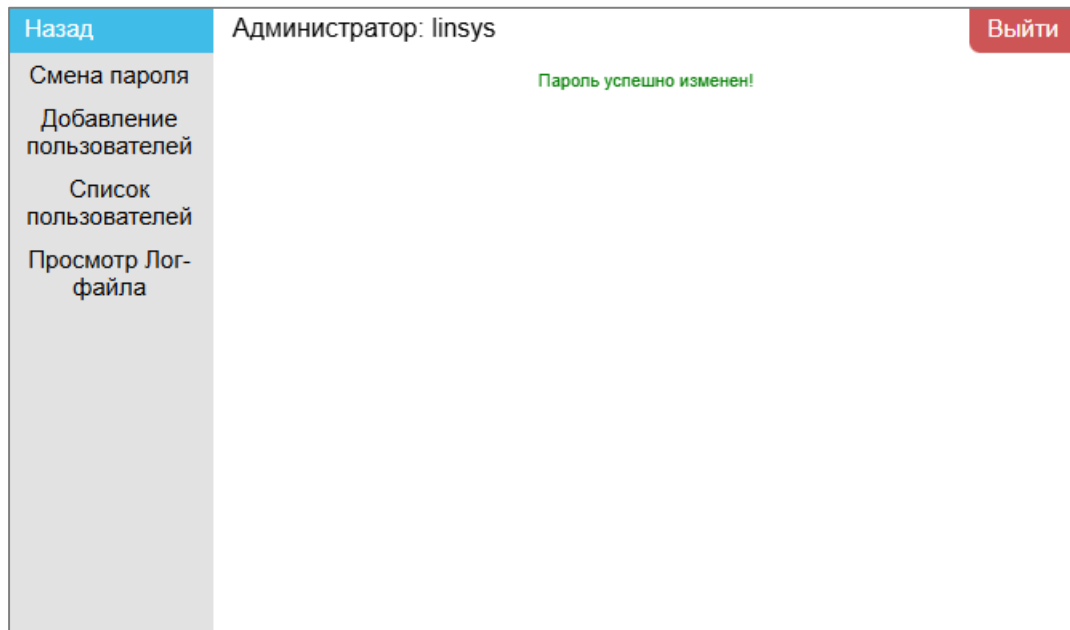 Назад
Администратор: linsys
Выйти
Смена пароля
Добавление
пользователей
Список
пользователей
Просмотр Лог-
файла
Пароль успешно изменен!